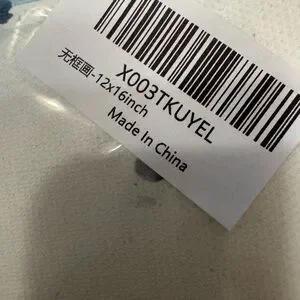 X003TKUYEL
无框画-12x16inch
Made In China